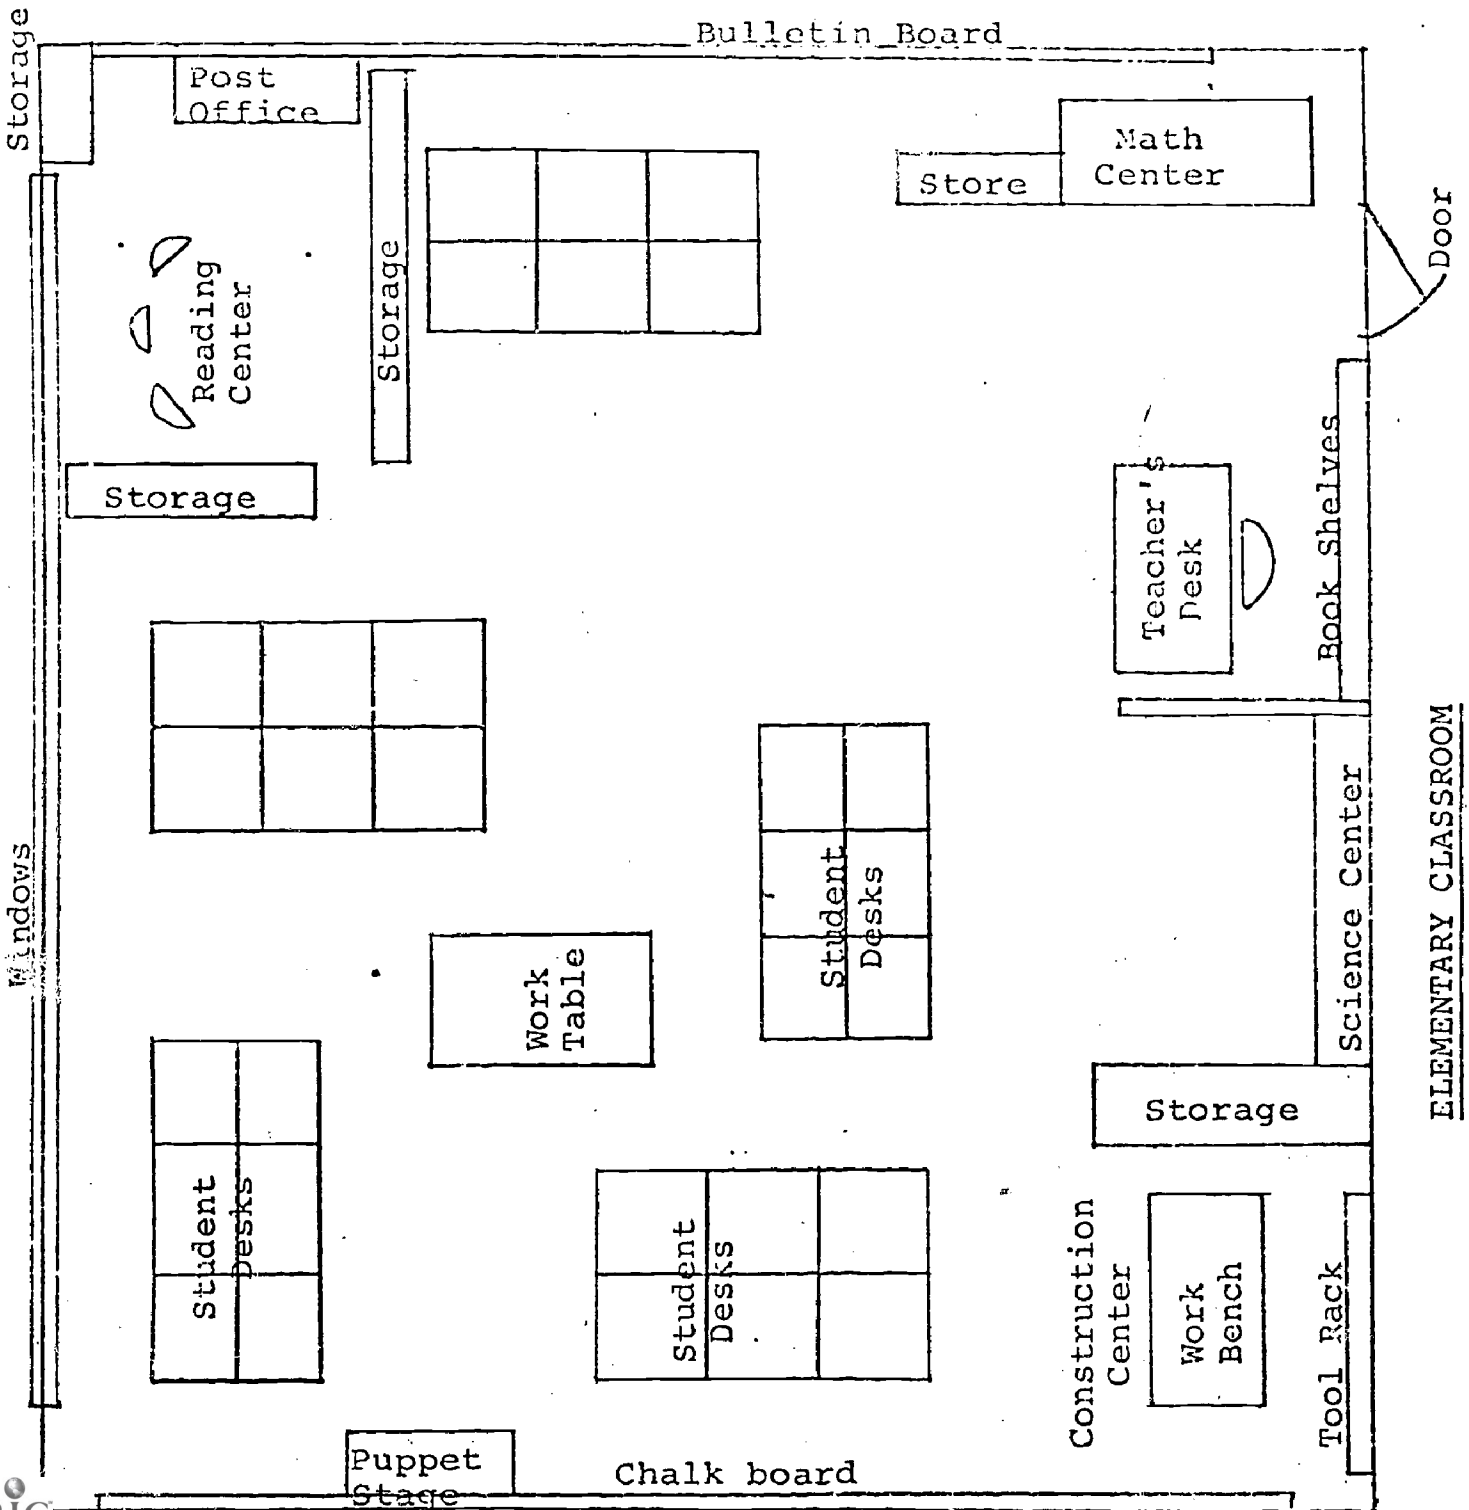 Storage
Bulletin Board
Post
Office
Math
Center
Store
Door
Storage
Reading
Center
Storage
Teacher's
Desk
Book Shelves
Windows
Student
Desks
Work
Table
Science Center
ELEMENTARY CLASSROOM
Storage
Student
Desks
Student
Desks
Construction
Center
Work
Bench
Tool Rack
Puppet
Stage
Chalk board